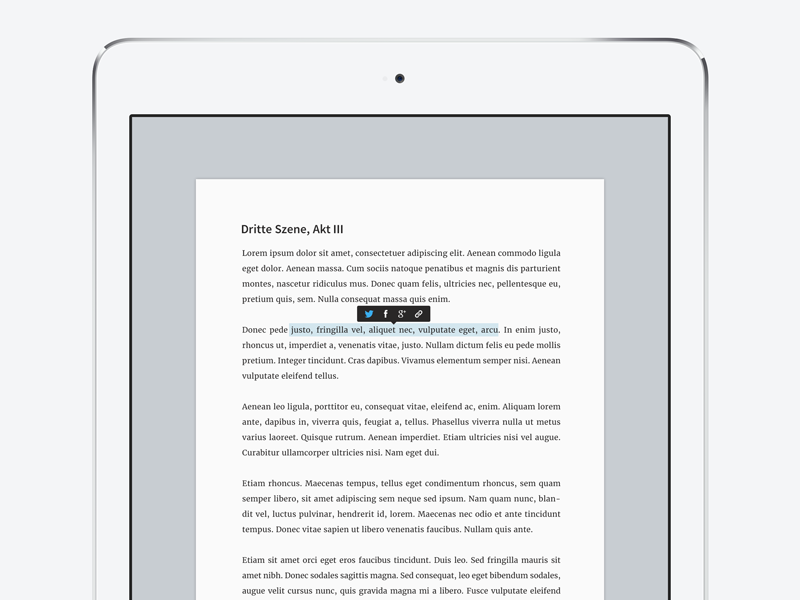 Dritte Szene, Akt III
Lorem ipsum dolor sit amet, consectetuer adipiscing elit. Aenean commodo ligula
eget dolor. Aenean massa. Cum sociis natoque penatibus et magnis dis parturient
montes, nascetur ridiculus mus. Donec quam felis, ultricies nec, pellentesque eu,
pretium quis, sem. Nulla consequat massa quis enim.
Donec pede justo, fringilla vel, aliquet nec, vulputate eget, arcu. In enim justo,
rhoncus ut, imperdiet a, venenatis vitae, justo. Nullam dictum felis eu pede mollis
pretium. Integer tincidunt. Cras dapibus. Vivamus elementum semper nisi. Aenean
vulputate eleifend tellus.
Aenean leo ligula, porttitor eu, consequat vitae, eleifend ac, enim. Aliquam lorem
ante, dapibus in, viverra quis, feugiat a, tellus. Phasellus viverra nulla ut metus
varius laoreet. Quisque rutrum. Aenean imperdiet. Etiam ultricies nisi vel augue.
Curabitur ullamcorper ultricies nisi. Nam eget dui.
Etiam rhoncus. Maecenas tempus, tellus eget condimentum rhoncus, sem quam
semper libero, sit amet adipiscing sem neque sed ipsum. Nam quam nunc, blan-
dit vel, luctus pulvinar, hendrerit id, lorem. Maecenas nec odio et ante tincidunt
tempus. Donec vitae sapien ut libero venenatis faucibus. Nullam quis ante.
Etiam sit amet orci eget eros faucibus tincidunt. Duis leo. Sed fringilla mauris sit
amet nibh. Donec sodales sagittis magna. Sed consequat, leo eget bibendum sodales,
augue velit cursus nunc, quis gravida magna mi a libero. Fusce vulputate eleifend